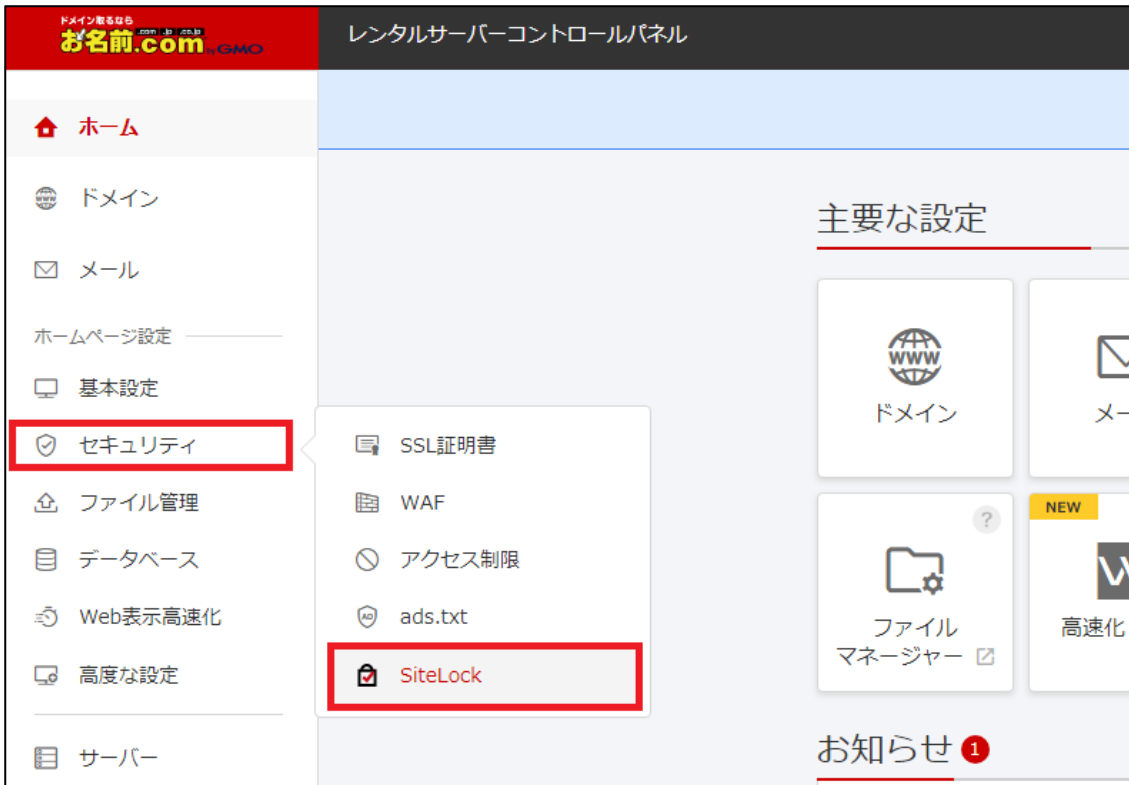 ドメイン取るなら
.com .jp .co.jp
お名前.com by GMO
レンタルサーバーコントロールパネル
ホーム
ドメイン
メール
ホームページ設定
基本設定
セキュリティ
ファイル管理
データベース
Web表示高速化
高度な設定
サーバー
SSL証明書
WAF
アクセス制限
ads.txt
SiteLock
主要な設定
WWW
ドメイン
メー
?
ファイル
マネージャー
NEW
W
高速化
お知らせ 1